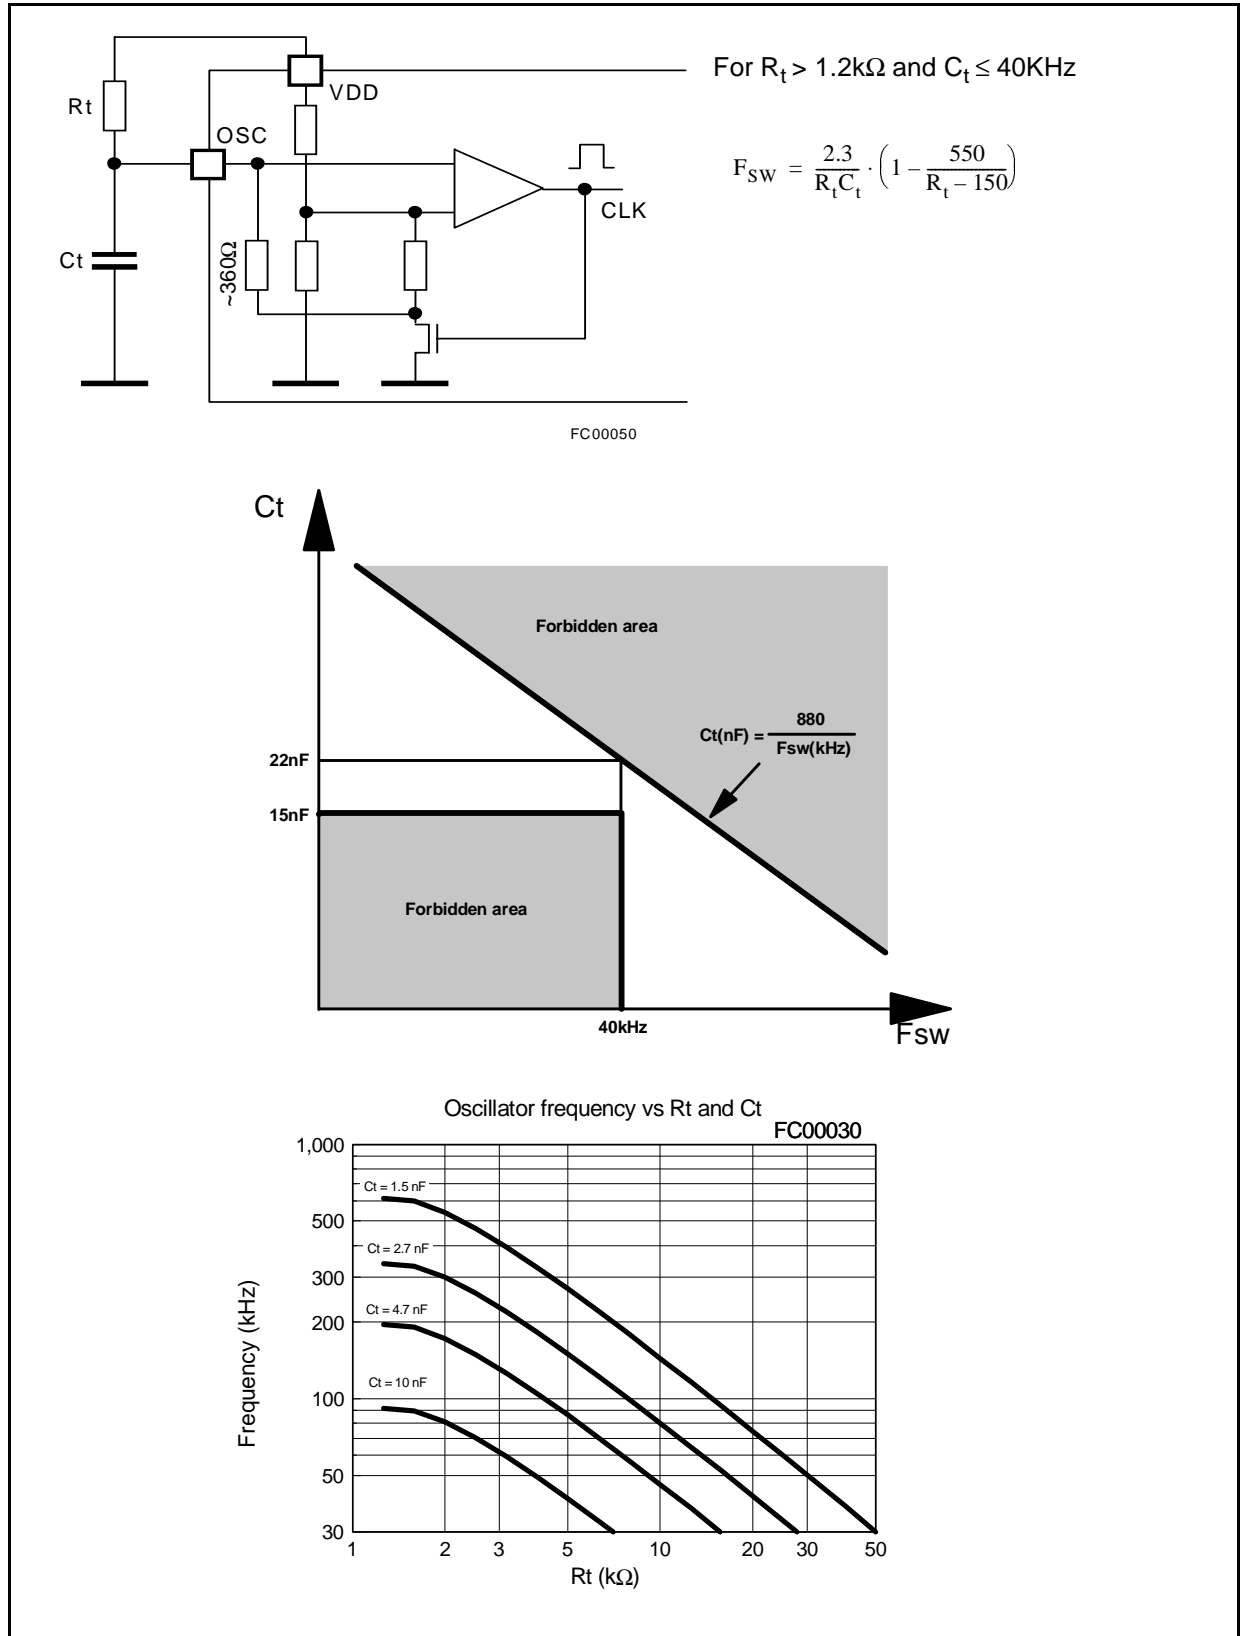 For Rt > 1.2kΩ and Ct ≤ 40KHz
Rt
VDD
OSC
FSW = 2.3 / RtCt · (1 − 550 / Rt − 150)
CLK
Ct
~360Ω
FC00050
Ct
Forbidden area
Ct(nF) = 880 / Fsw(kHz)
22nF
15nF
Forbidden area
40kHz
Fsw
Oscillator frequency vs Rt and Ct
FC00030
1,000
Ct = 1.5 nF
500
Ct = 2.7 nF
300
Ct = 4.7 nF
200
Ct = 10 nF
100
50
30
Frequency (kHz)
1 2 3 5 10 20 30 50
Rt (kΩ)